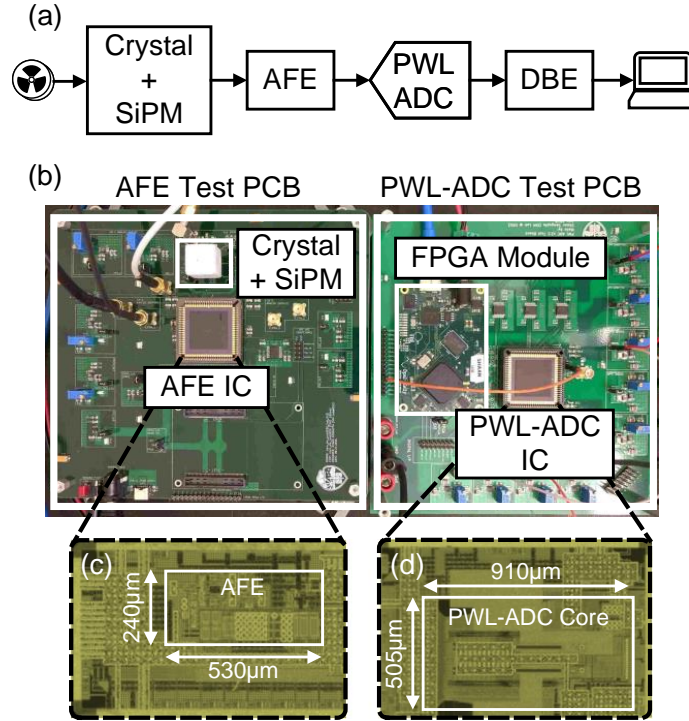 (a)
Crystal
+
SiPM
AFE
PWL
ADC
DBE
(b)
AFE Test PCB
PWL-ADC Test PCB
Crystal
+ SiPM
FPGA Module
AFE IC
PWL-ADC
IC
(c)
AFE
240µm
530µm
(d)
910µm
PWL-ADC Core
505µm